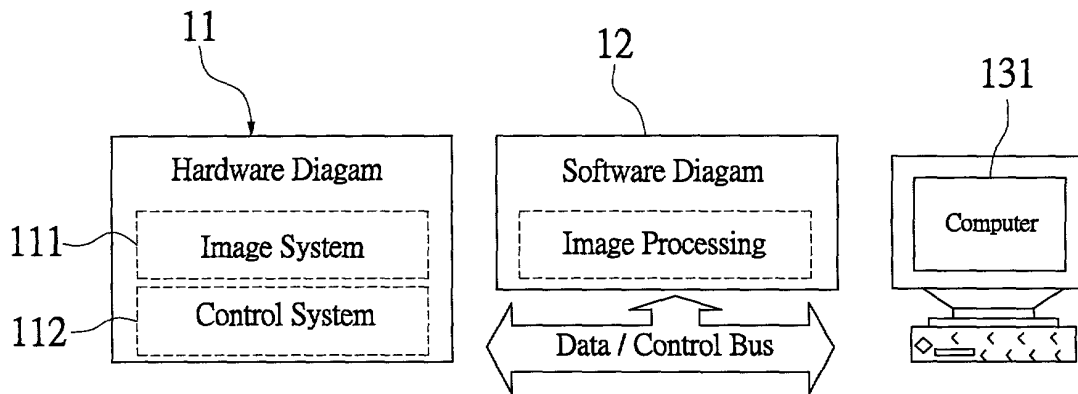 11
12
131
Hardware Diagam
Software Diagam
Computer
111
Image System
Image Processing
112
Control System
Data / Control Bus